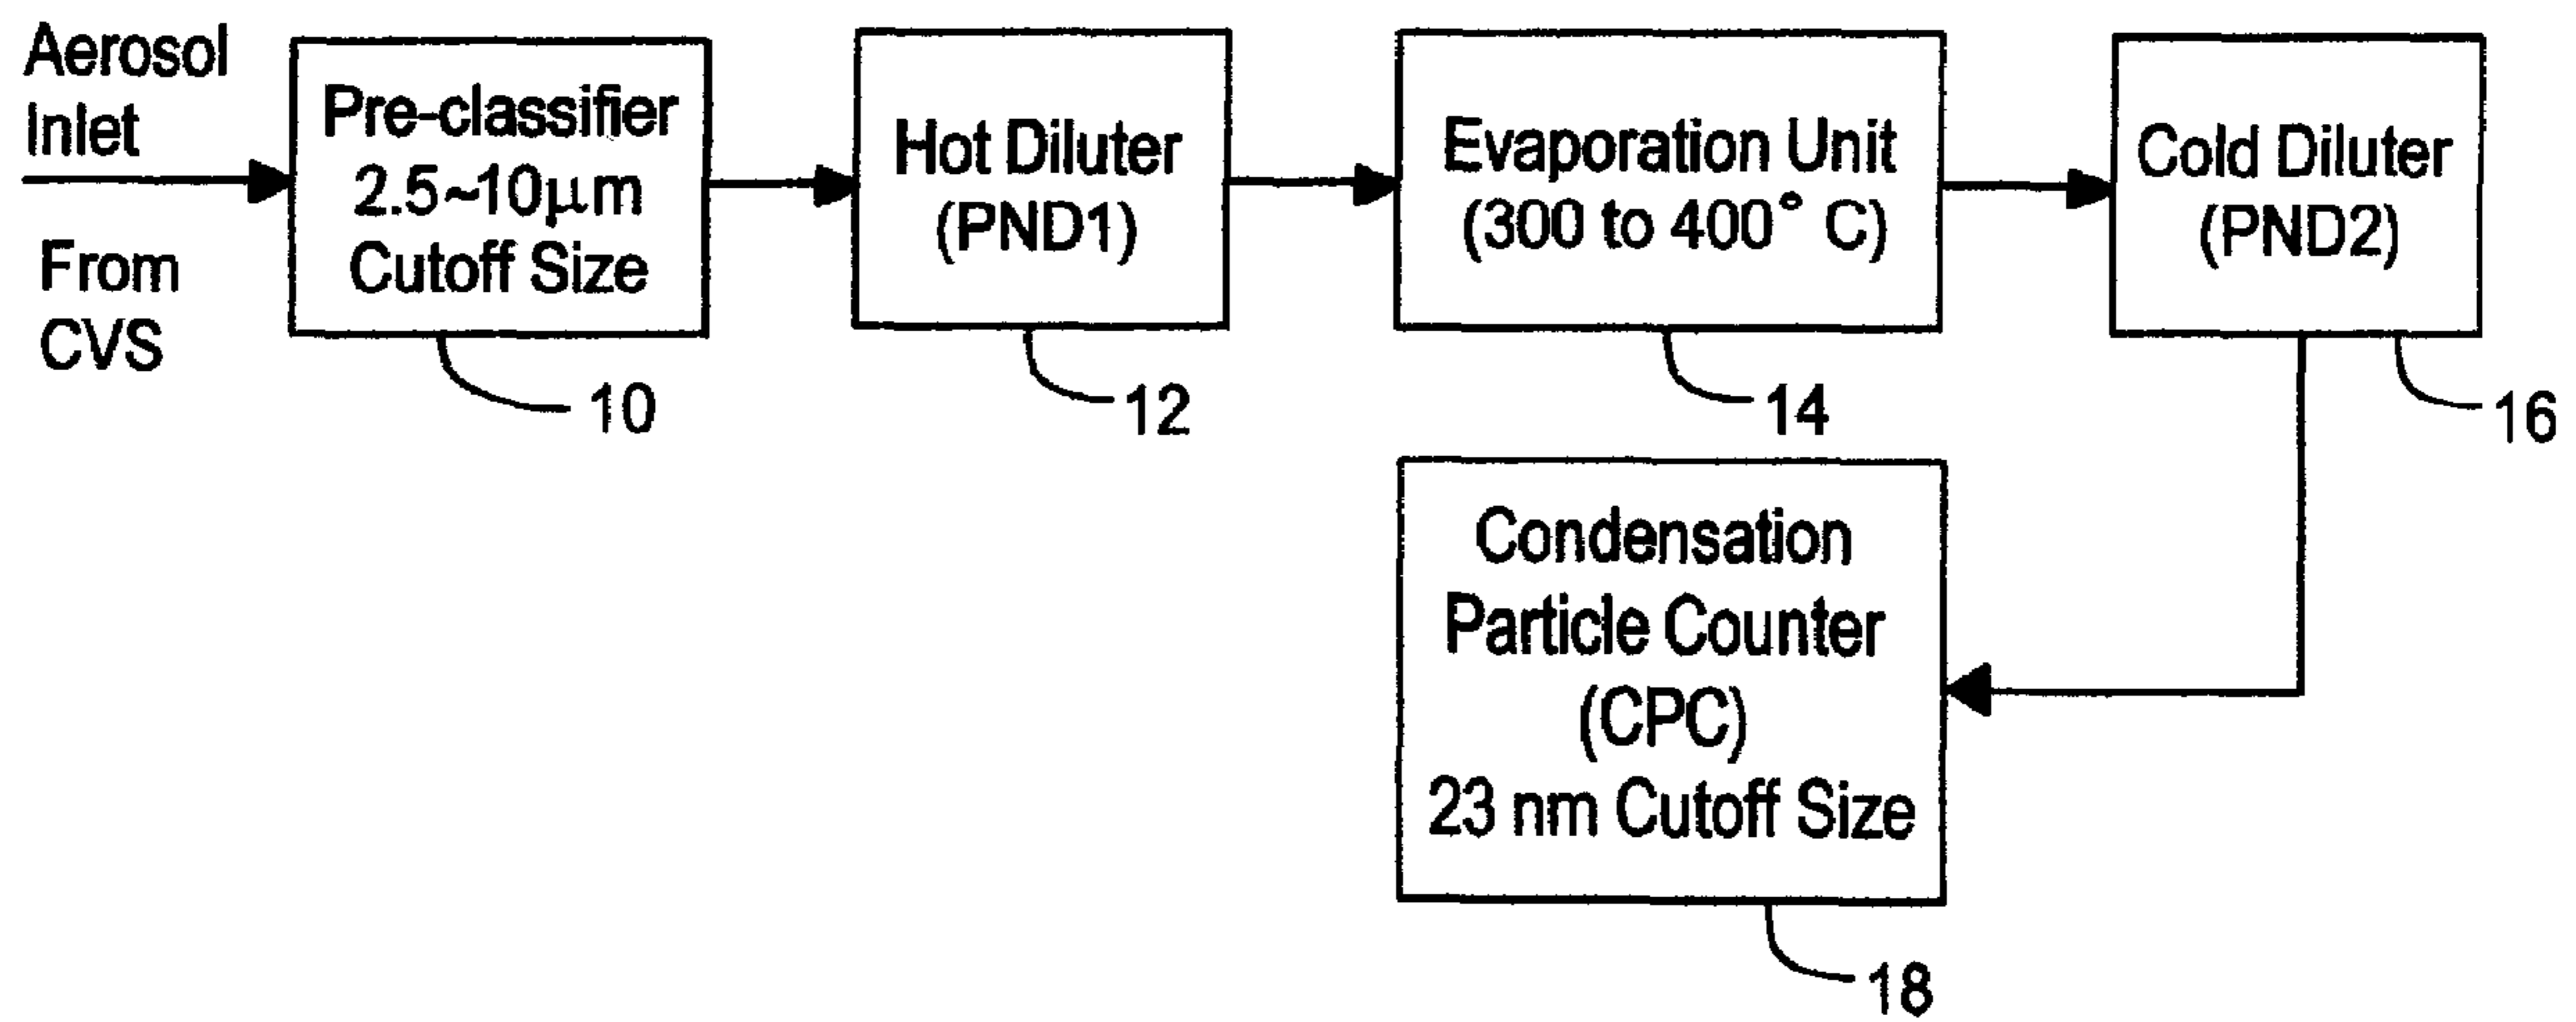 Aerosol
Inlet
From
CVS
Pre-classifier
2.5~10μm
Cutoff Size
10
Hot Diluter
(PND1)
12
Evaporation Unit
(300 to 400° C)
14
Cold Diluter
(PND2)
16
Condensation
Particle Counter
(CPC)
23 nm Cutoff Size
18